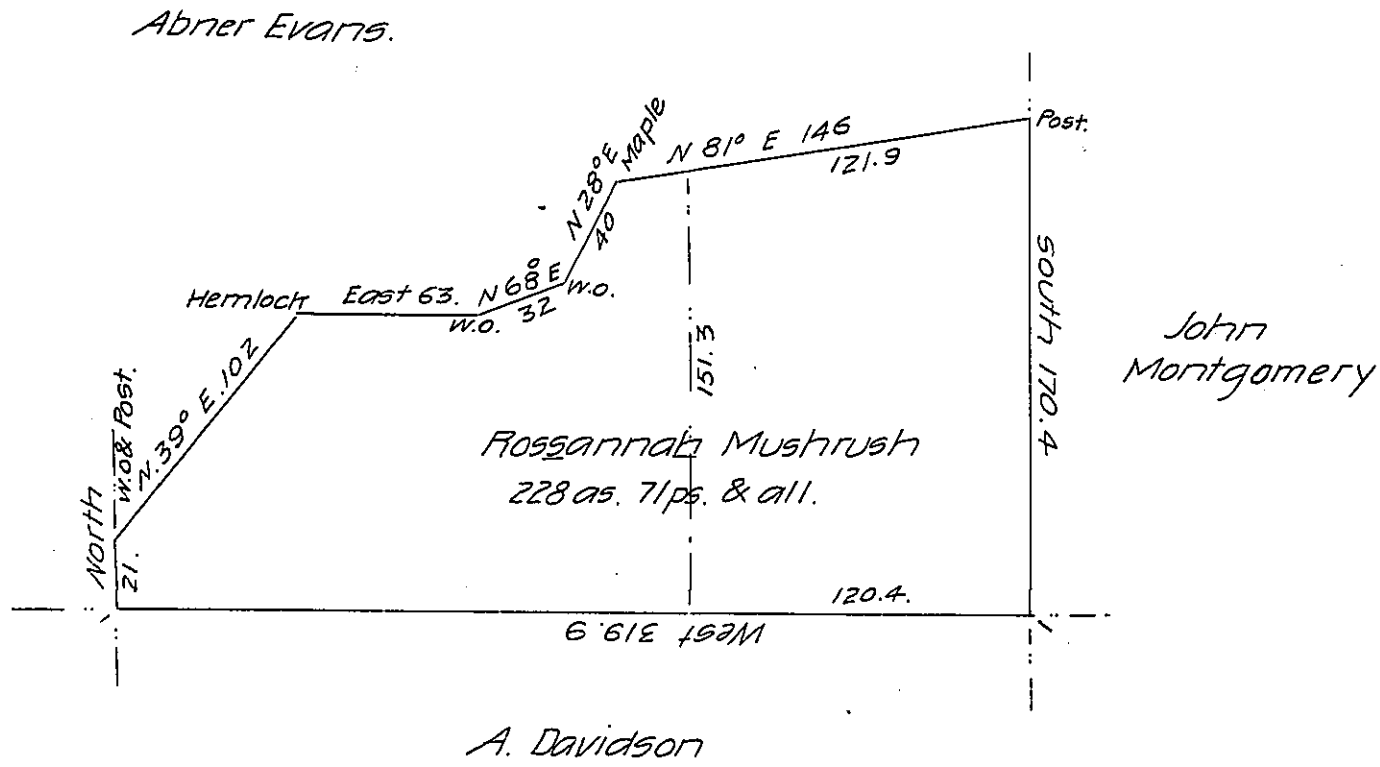 Abner Evans.
N 28° E
40
Maple
N 81° E 146
121.9
Post.
Hemlock
East 63.
N 68° E
32
W.O.
W.O.
N. 39° E. 102
W.O & Post.
North
21.
151.3
South 170.4
John
Montgomery
Rossannah Mushrush
228 as. 71ps. & all.
120.4.
West 319.9
A. Davidson